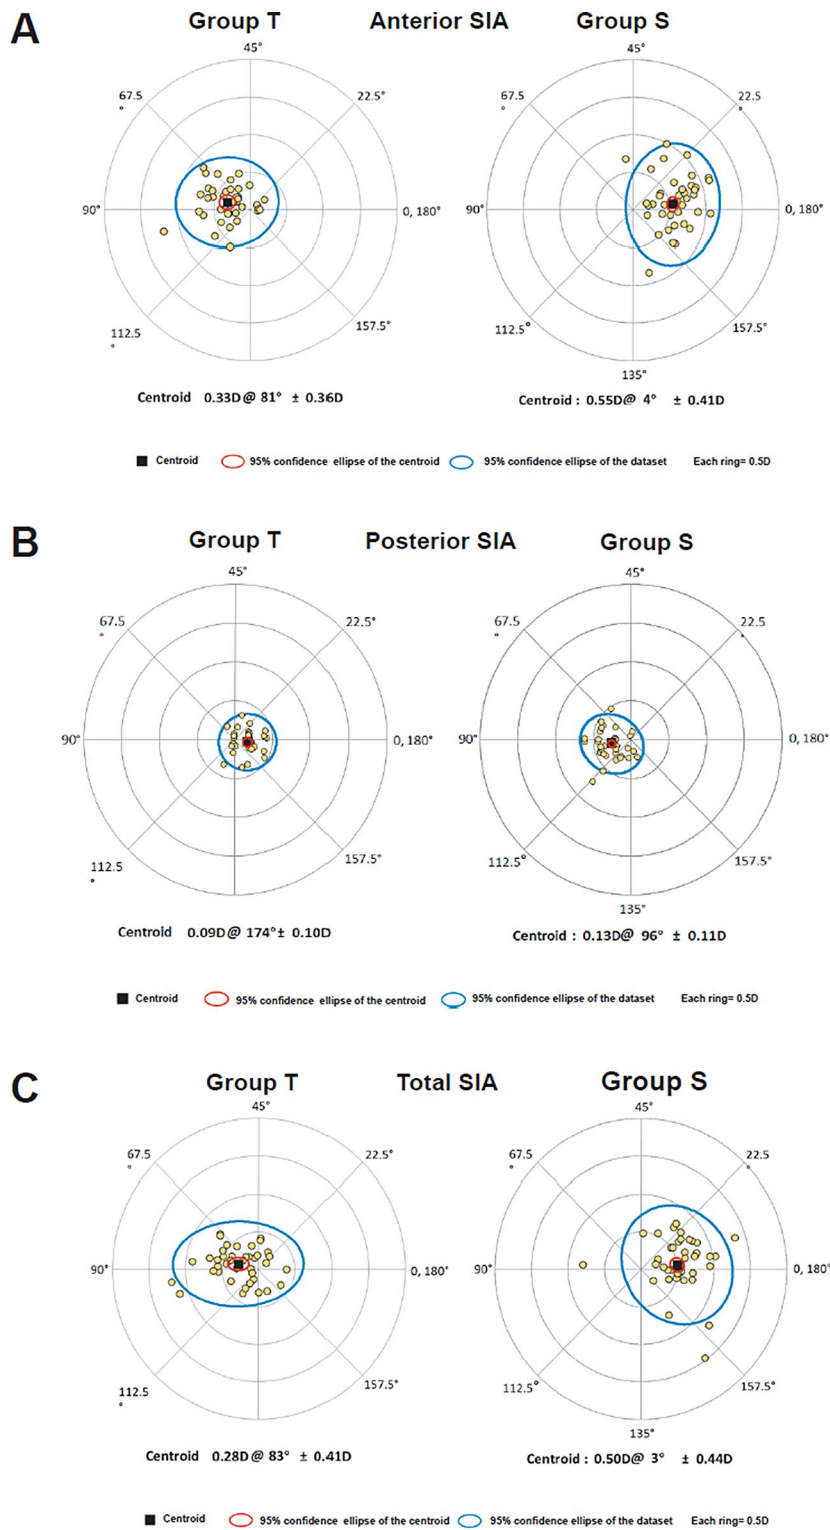 A
Group T Anterior SIA Group S
45° 45°
67.5 22.5° 67.5 22.5
° ° °
90° 0, 180° 90° 0, 180°
112.5 157.5° 112.5° 157.5°
°
135°
Centroid 0.33D@ 81° ± 0.36D Centroid : 0.55D@ 4° ± 0.41D
Centroid 95% confidence ellipse of the centroid 95% confidence ellipse of the dataset Each ring= 0.5D
B
Group T Posterior SIA Group S
45° 45°
67.5 22.5° 67.5 22.5
° °
90° 0, 180° 90° 0, 180°
112.5 157.5° 112.5° 157.5°
°
135°
Centroid 0.09D@ 174°± 0.10D Centroid : 0.13D@ 96° ± 0.11D
Centroid 95% confidence ellipse of the centroid 95% confidence ellipse of the dataset Each ring= 0.5D
C
Group T Total SIA Group S
45° 45°
67.5 22.5° 67.5 22.5
° ° °
90° 0, 180° 90° 0, 180°
112.5 157.5° 112.5° 157.5°
°
135°
Centroid 0.28D@ 83° ± 0.41D Centroid : 0.50D@ 3° ± 0.44D
Centroid 95% confidence ellipse of the centroid 95% confidence ellipse of the dataset Each ring= 0.5D